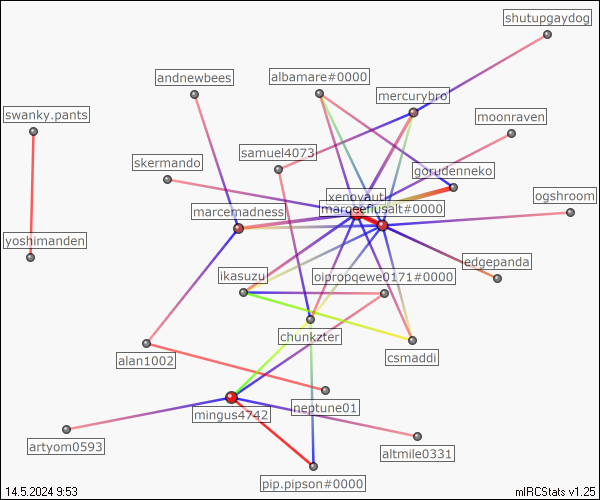 shutupgaydog
andnewbees
albamare#0000
mercurybro
swanky.pants
moonraven
samuel4073
skermando
gorudenneko
xenovaut
ogshroom
marcemadness
margeefusalt#0000
yoshimanden
edgepanda
ikasuzu
oipropqewe0171#0000
chunkzter
csmaddi
alan1002
neptune01
mingus4742
artyom0593
altmile0331
pip.pipson#0000
14.5.2024 9:53
mIRCStats v1.25